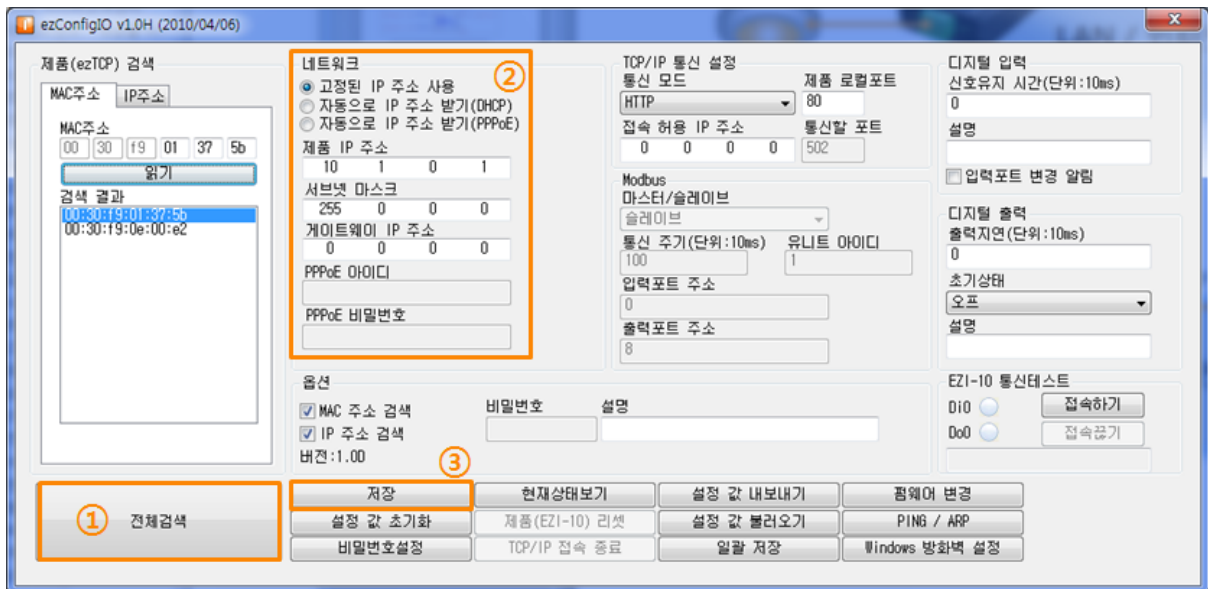 ezConfigIO v1.0H (2010/04/06)
제품(ezTCP) 검색
MAC주소 IP주소
MAC주소
00 30 f9 01 37 5b
읽기
검색 결과
00:30:f9:01:37:5b
00:30:f9:0e:00:e2
① 전체검색
네트워크
②
고정된 IP 주소 사용
자동으로 IP 주소 받기(DHCP)
자동으로 IP 주소 받기(PPPoE)
제품 IP 주소
10 1 0 1
서브넷 마스크
255 0 0 0
게이트웨이 IP 주소
0 0 0 0
PPPoE 아이디
PPPoE 비밀번호
TCP/IP 통신 설정
통신 모드 제품 로컬포트
HTTP 80
접속 허용 IP 주소 통신할 포트
0 0 0 0 502
Modbus
마스터/슬레이브
슬레이브
통신 주기(단위:10ms) 유니트 아이디
100 1
입력포트 주소
0
출력포트 주소
8
디지털 입력
신호유지 시간(단위:10ms)
0
설명
입력포트 변경 알림
디지털 출력
출력지연(단위:10ms)
0
초기상태
오프
설명
옵션
MAC 주소 검색 비밀번호 설명
IP 주소 검색
버전:1.00
③
EZI-10 통신테스트
Di0 접속하기
Do0 접속끊기
저장 현재상태보기 설정 값 내보내기 펌웨어 변경
설정 값 초기화 제품(EZI-10) 리셋 설정 값 불러오기 PING / ARP
비밀번호설정 TCP/IP 접속 종료 일괄 저장 Windows 방화벽 설정